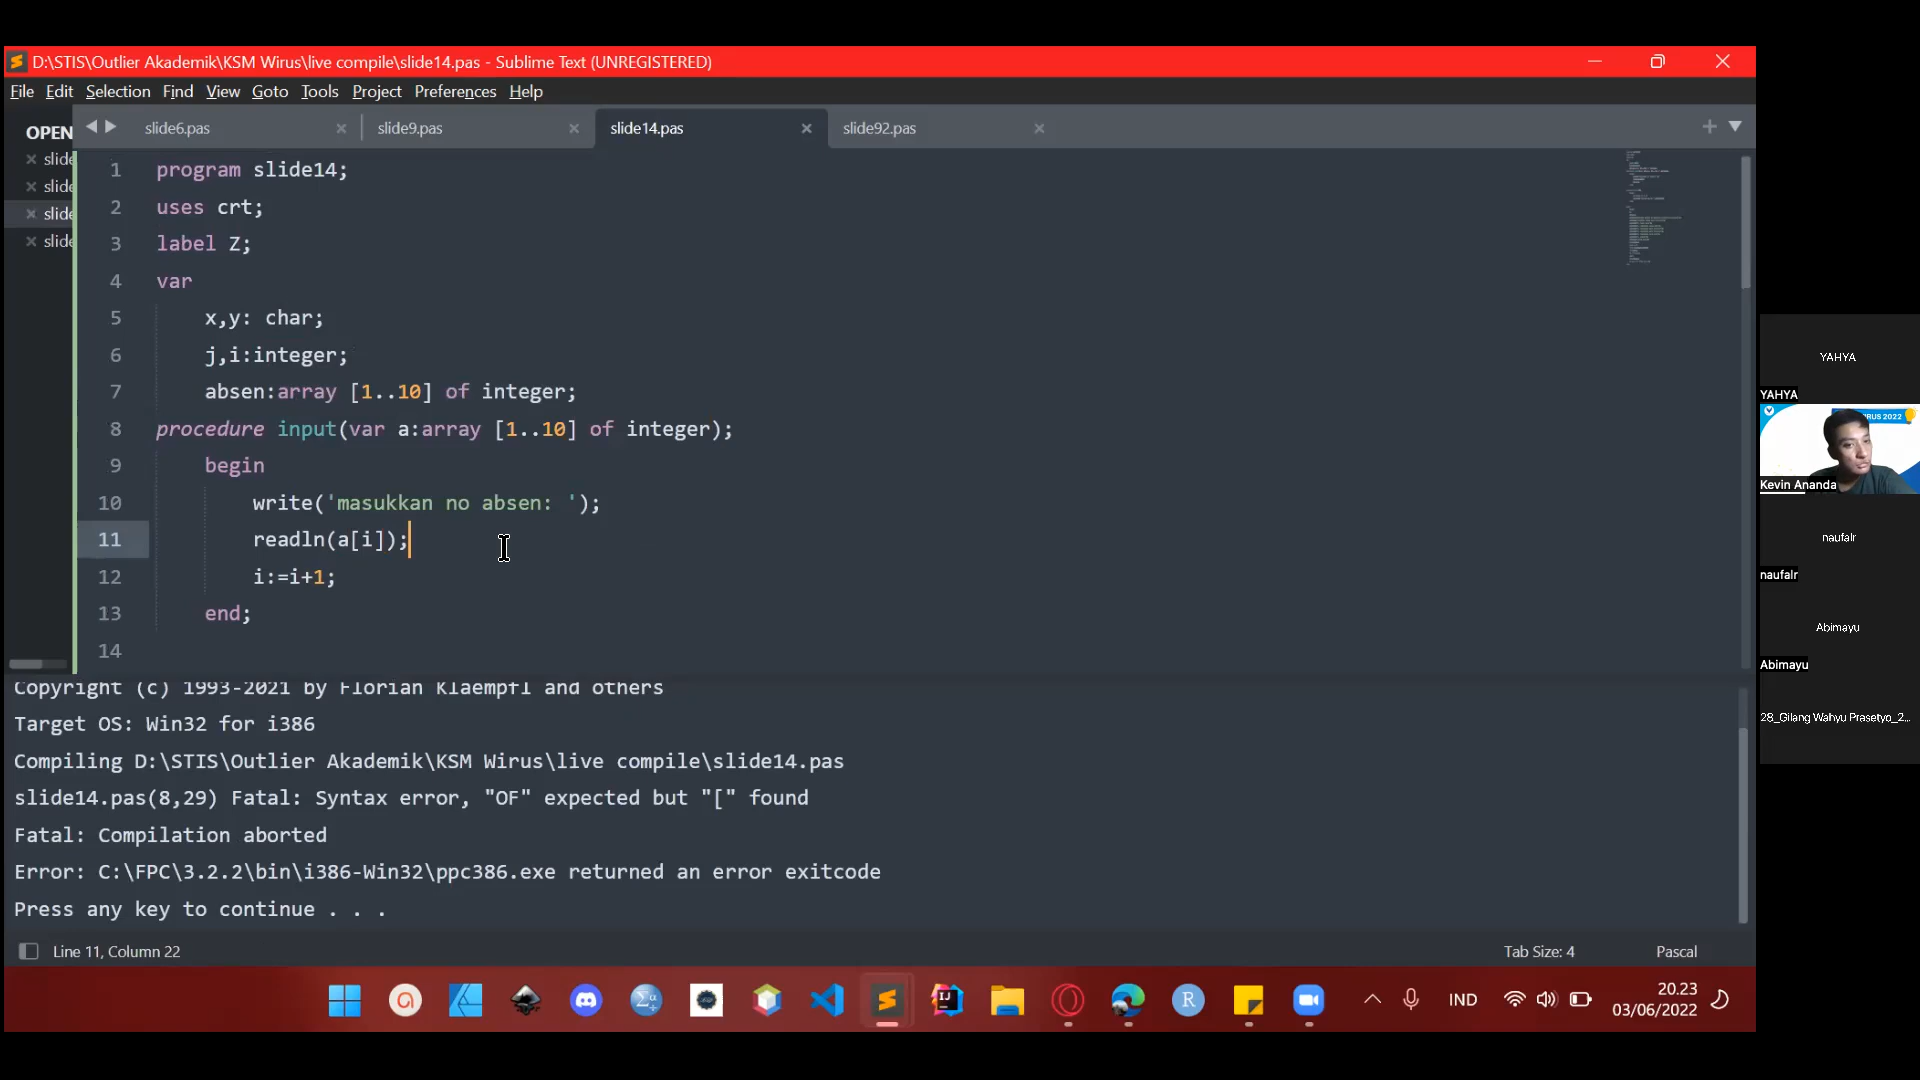 D:\STIS\Outlier Akademik\KSM Wirus\live compile\slide14.pas - Sublime Text (UNREGISTERED)
File Edit Selection Find View Goto Tools Project Preferences Help
OPEN
slide
slide
slide
slide
slide6.pas
slide9.pas
slide14.pas
slide92.pas
1 program slide14;
2 uses crt;
3 label Z;
4 var
5 x,y: char;
6 j,i:integer;
7 absen:array [1..10] of integer;
8 procedure input(var a:array [1..10] of integer);
9 begin
10 write('masukkan no absen: ');
11 readln(a[i]);
12 i:=i+1;
13 end;
14
Copyright (c) 1993-2021 by Florian Klaempfl and others
Target OS: Win32 for i386
Compiling D:\STIS\Outlier Akademik\KSM Wirus\live compile\slide14.pas
slide14.pas(8,29) Fatal: Syntax error, "OF" expected but "[" found
Fatal: Compilation aborted
Error: C:\FPC\3.2.2\bin\i386-Win32\ppc386.exe returned an error exitcode
Press any key to continue . . .
Line 11, Column 22
Tab Size: 4
Pascal
IND
20.23
03/06/2022
YAHYA
YAHYA
RUS 2022
Kevin Ananda
naufalr
naufalr
Abimayu
Abimayu
28_Gilang Wahyu Prasetyo_2...